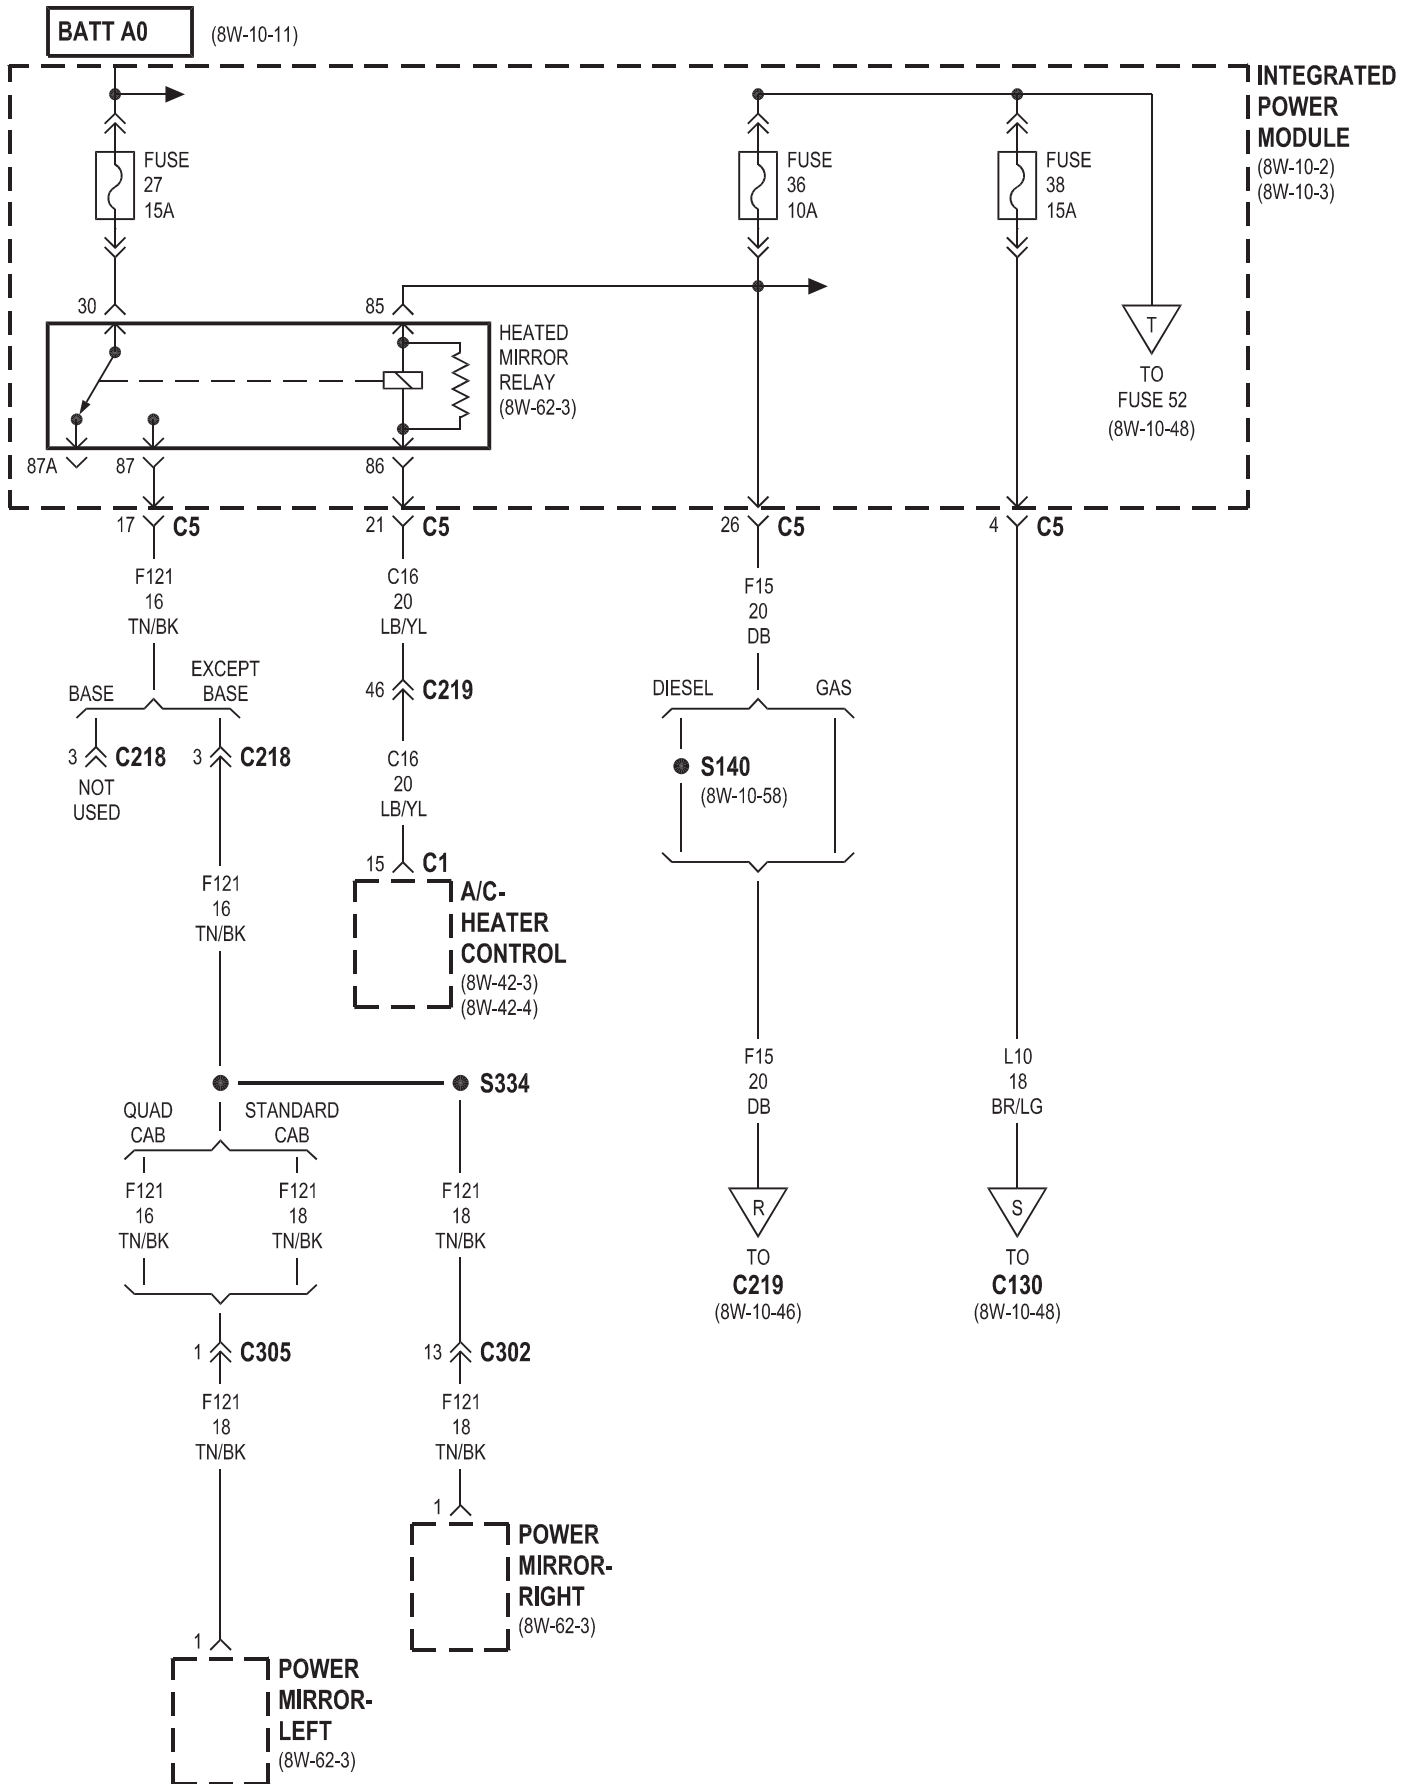 BATT A0
(8W-10-11)
INTEGRATED
POWER
MODULE
(8W-10-2)
(8W-10-3)
FUSE
27
15A
FUSE
36
10A
FUSE
38
15A
30
85
HEATED
MIRROR
RELAY
(8W-62-3)
T
TO
FUSE 52
(8W-10-48)
87A
87
86
17
C5
21
C5
26
C5
4
C5
F121
16
TN/BK
C16
20
LB/YL
F15
20
DB
BASE
EXCEPT
BASE
46
C219
DIESEL
GAS
3
C218
NOT
USED
3
C218
C16
20
LB/YL
S140
(8W-10-58)
15
C1
A/C-
HEATER
CONTROL
(8W-42-3)
(8W-42-4)
F121
16
TN/BK
F15
20
DB
L10
18
BR/LG
S334
QUAD
CAB
STANDARD
CAB
F121
16
TN/BK
F121
18
TN/BK
F121
18
TN/BK
R
TO
C219
(8W-10-46)
S
TO
C130
(8W-10-48)
1
C305
13
C302
F121
18
TN/BK
F121
18
TN/BK
1
POWER
MIRROR-
RIGHT
(8W-62-3)
1
POWER
MIRROR-
LEFT
(8W-62-3)